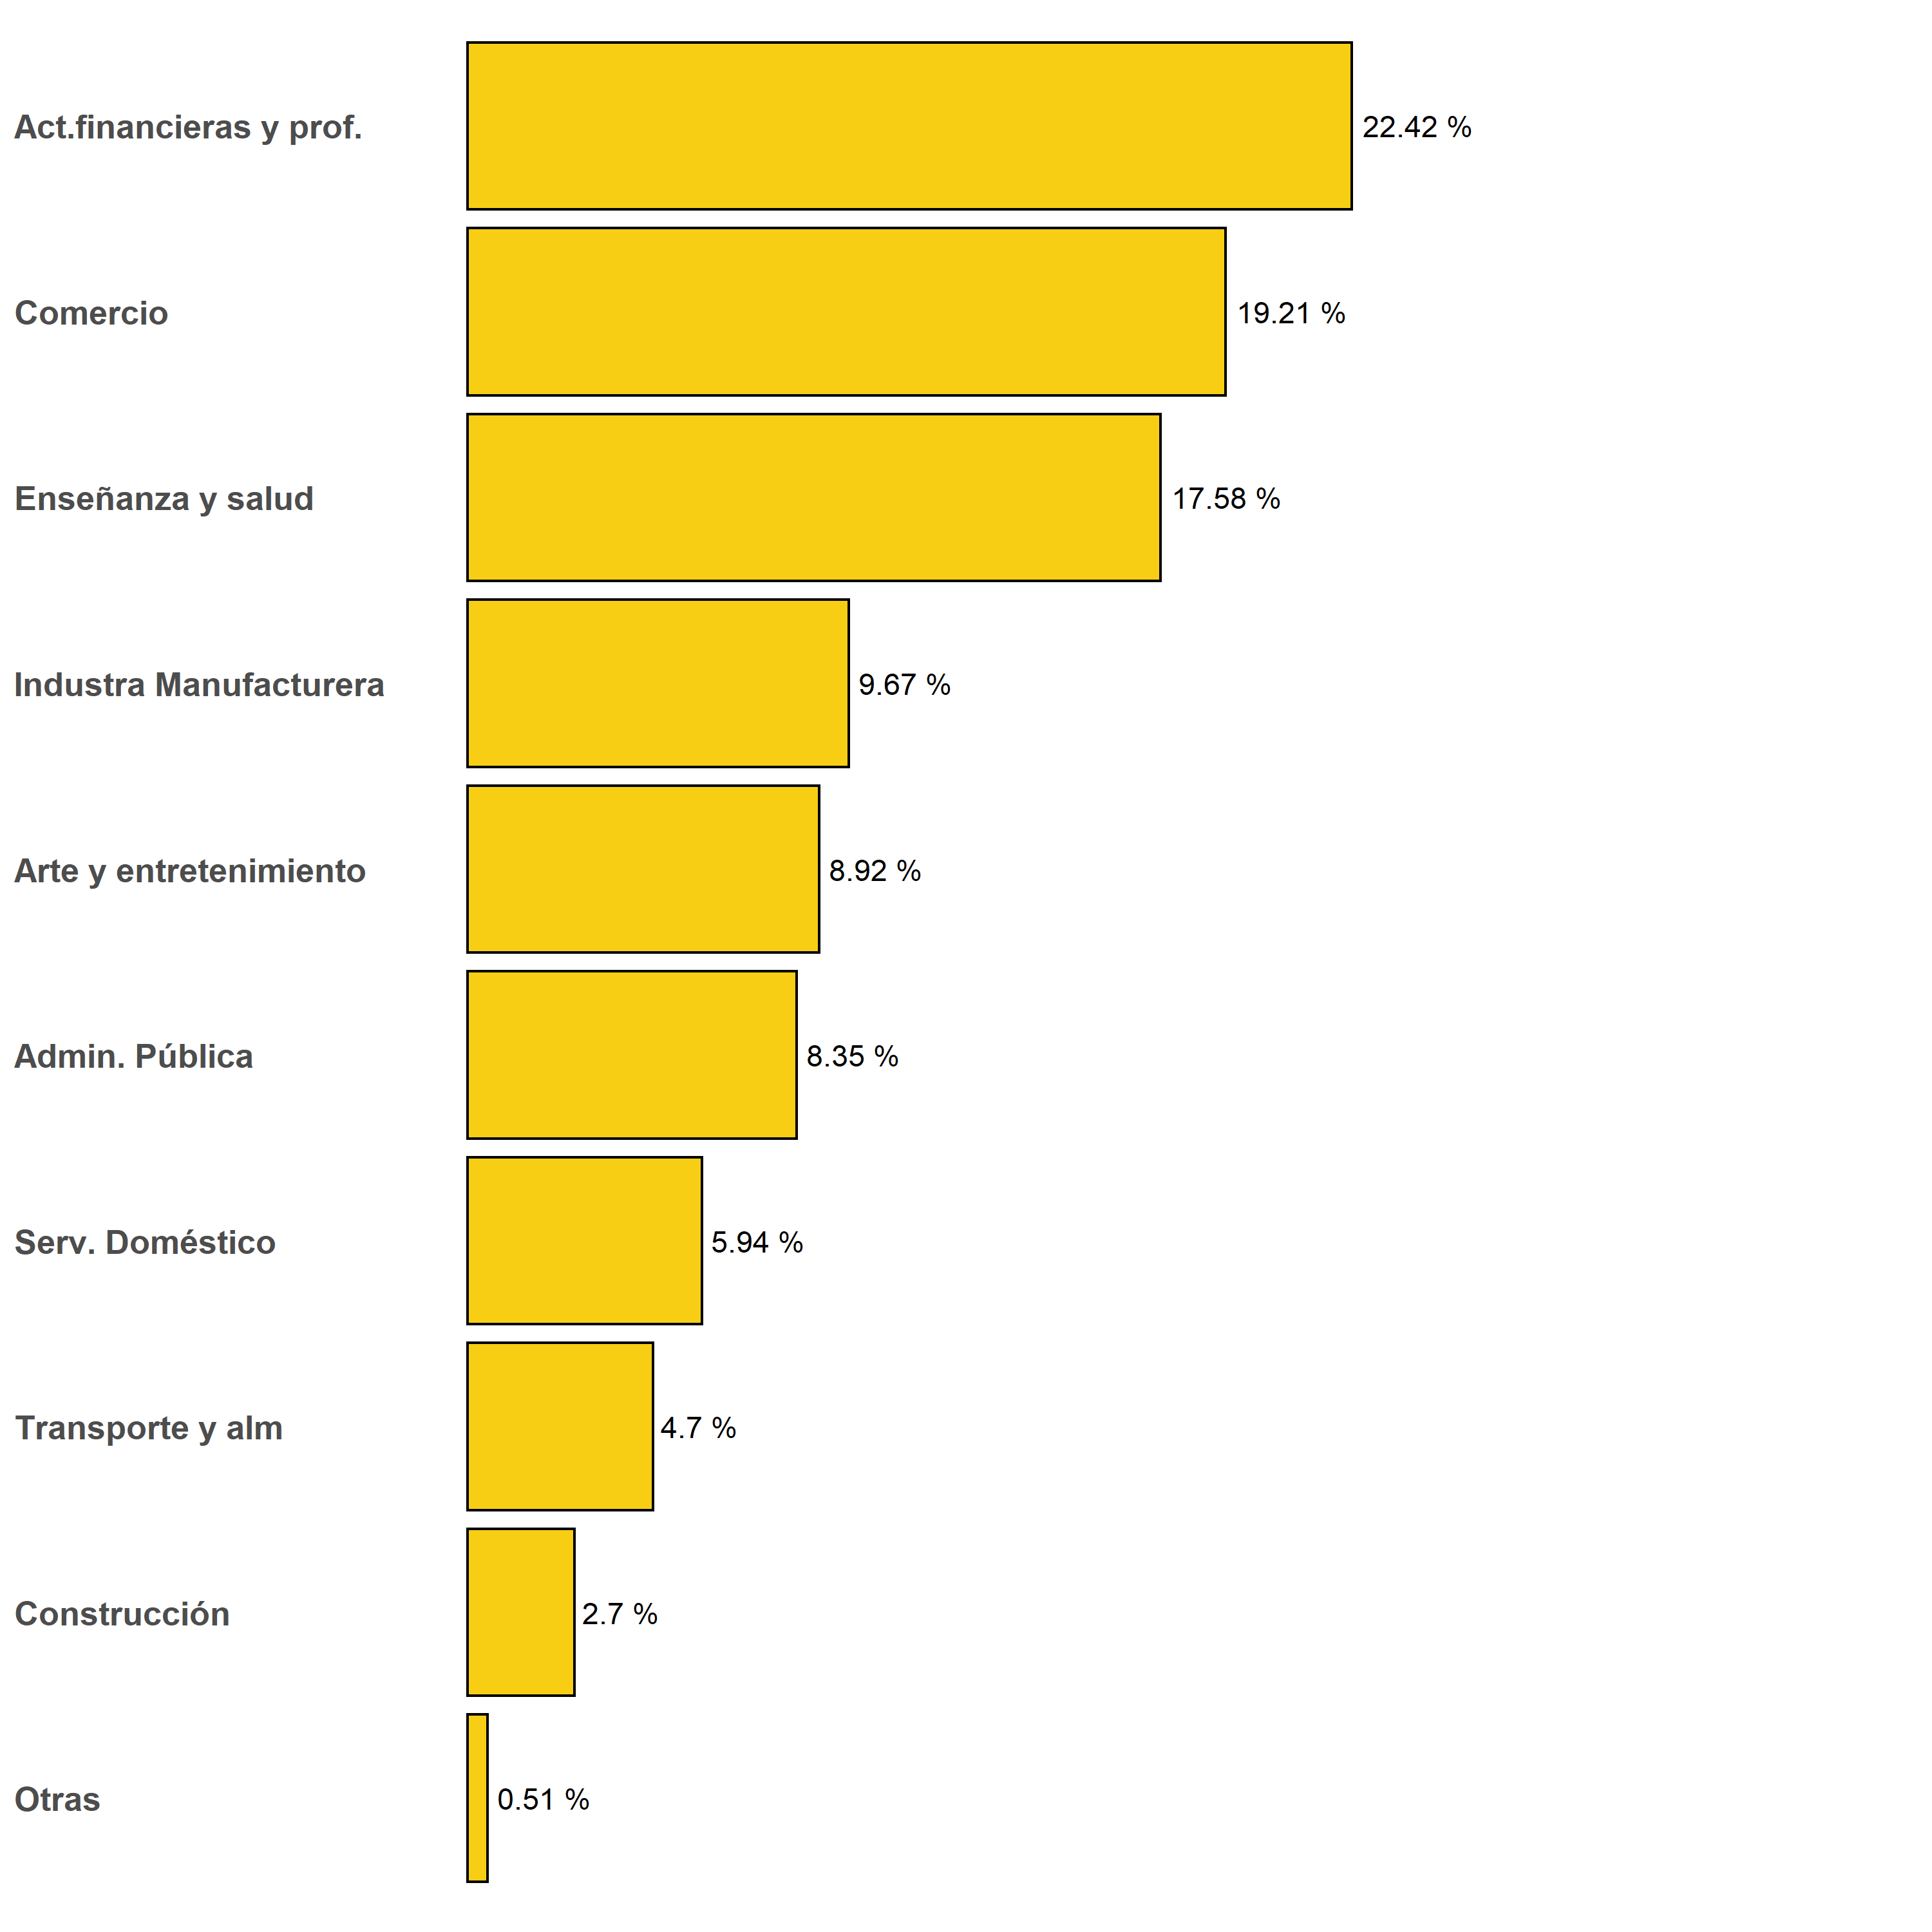 Act.financieras y prof.
22.42 %
Comercio
19.21 %
Enseñanza y salud
17.58 %
Industra Manufacturera
9.67 %
Arte y entretenimiento
8.92 %
Admin. Pública
8.35 %
Serv. Doméstico
5.94 %
Transporte y alm
4.7 %
Construcción
2.7 %
Otras
0.51 %